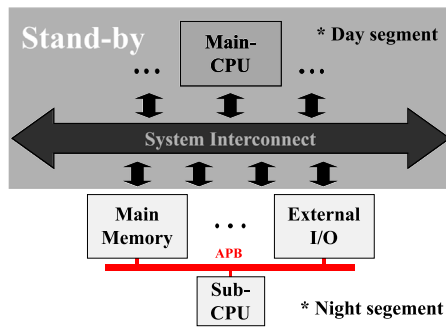 Stand-by
* Day segment
Main-
CPU
... ...
System Interconnect
Main
Memory
...
External
I/O
APB
Sub-
CPU
* Night segement